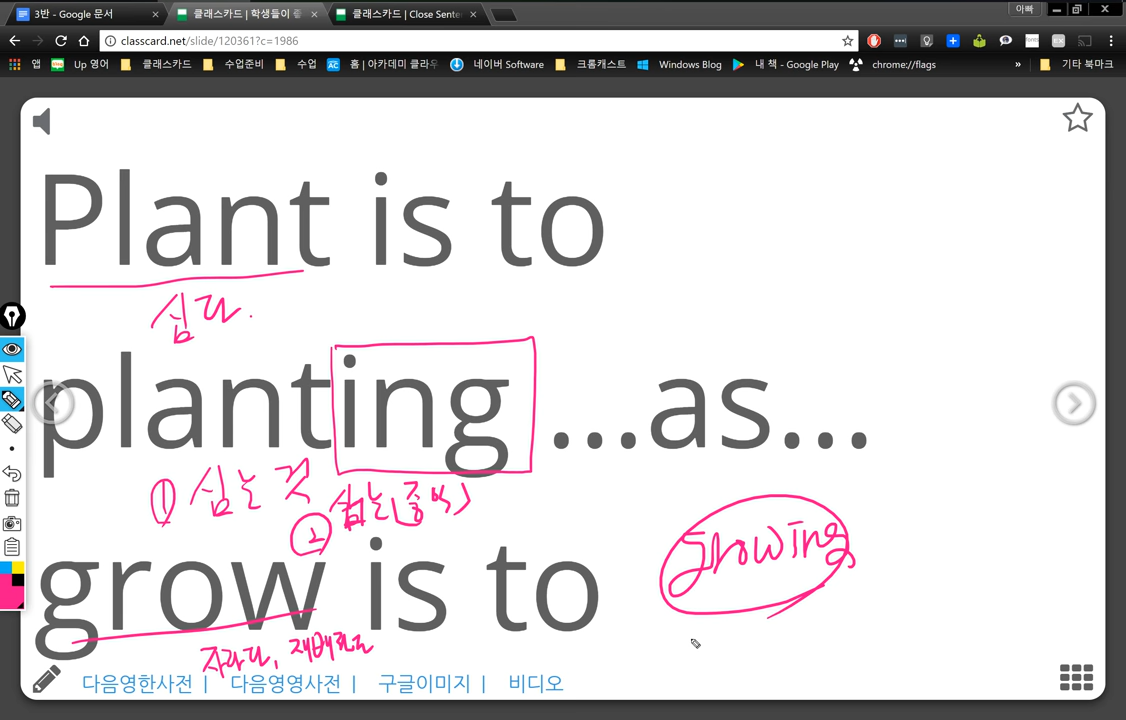 3반 - Google 문서
클래스카드 | 학생들이 좋
클래스카드 | Close Sente
아빠
classcard.net/slide/120361?c=1986
앱 Up 영어 클래스카드 수업준비 수업 홈 | 아카데미 클라우 네이버 Software 크롬캐스트 Windows Blog 내 책 - Google Play chrome://flags » 기타 북마크
Plant is to
심다.
planting ...as...
① 심는 것
② 심는(중인)
growing
grow is to
자라다, 재배하다
다음영한사전 | 다음영영사전 | 구글이미지 | 비디오